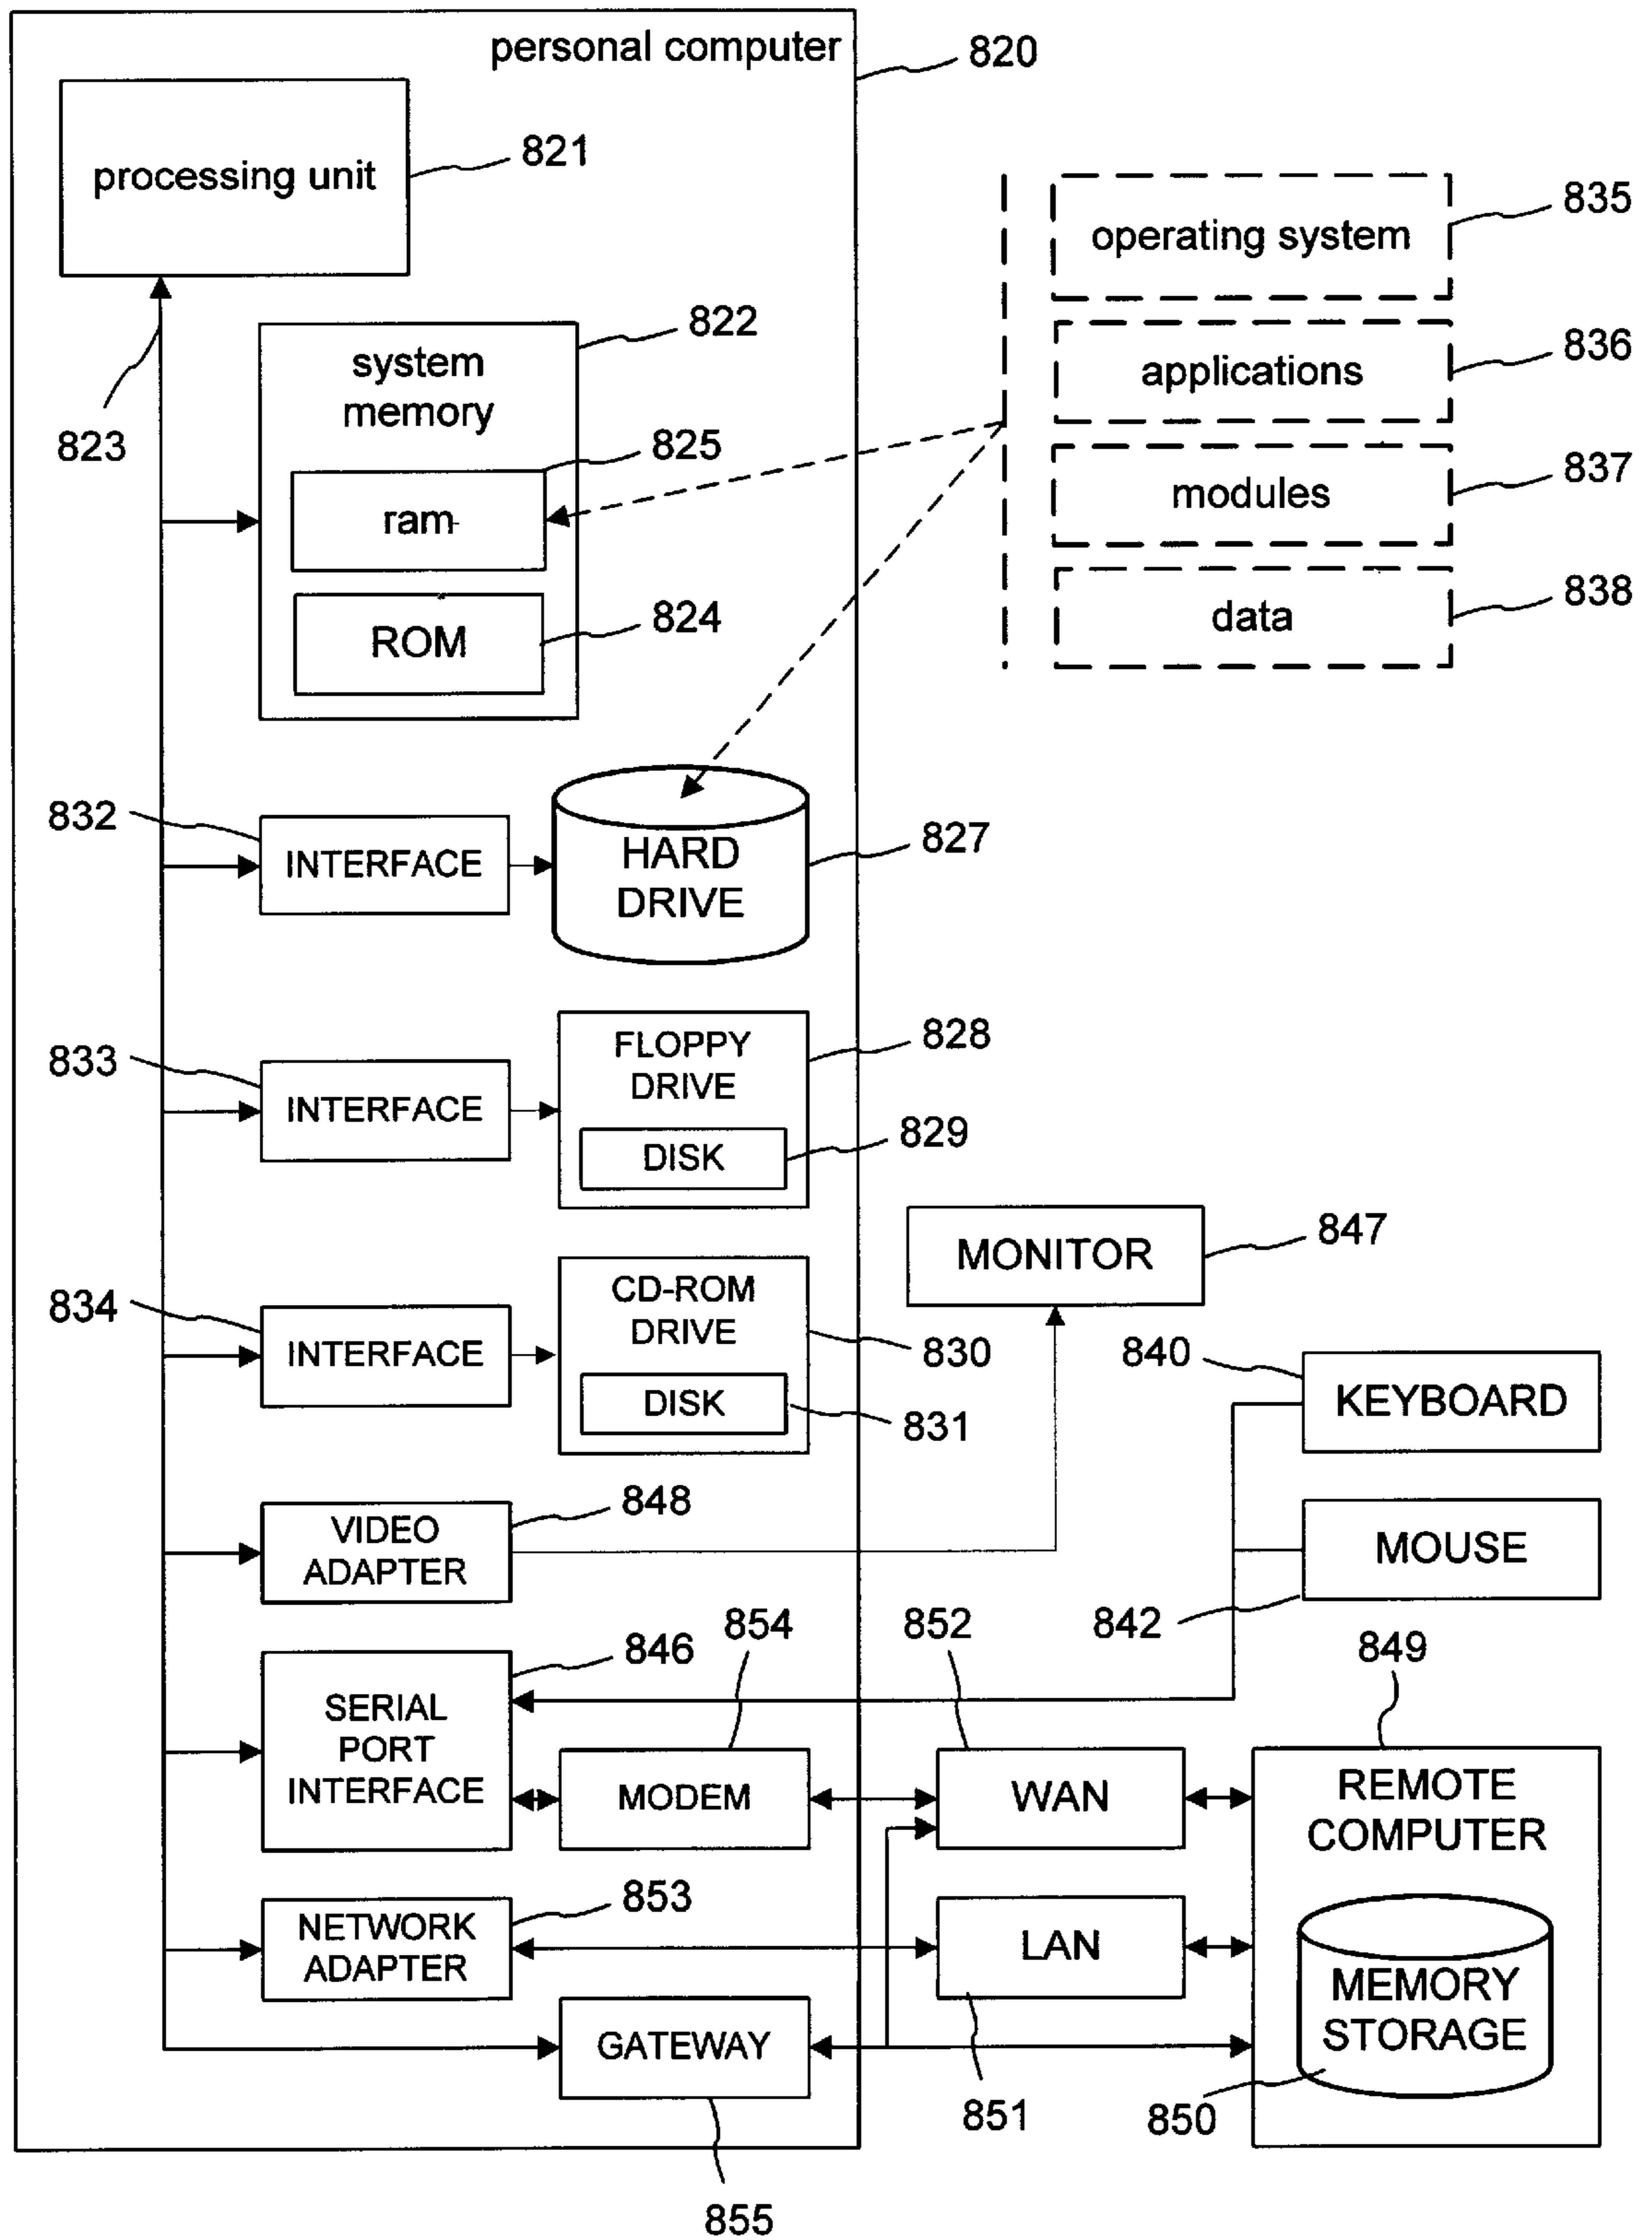 personal computer
820
processing unit
821
835
operating system
822
system
memory
836
applications
823
825
ram
837
modules
824
ROM
838
data
832
INTERFACE
HARD
DRIVE
827
833
INTERFACE
FLOPPY
DRIVE
828
DISK
829
MONITOR
847
834
INTERFACE
CD-ROM
DRIVE
830
DISK
831
840
KEYBOARD
VIDEO
ADAPTER
848
MOUSE
842
846
854
852
849
SERIAL
PORT
INTERFACE
MODEM
WAN
REMOTE
COMPUTER
NETWORK
ADAPTER
853
LAN
851
MEMORY
STORAGE
850
GATEWAY
855